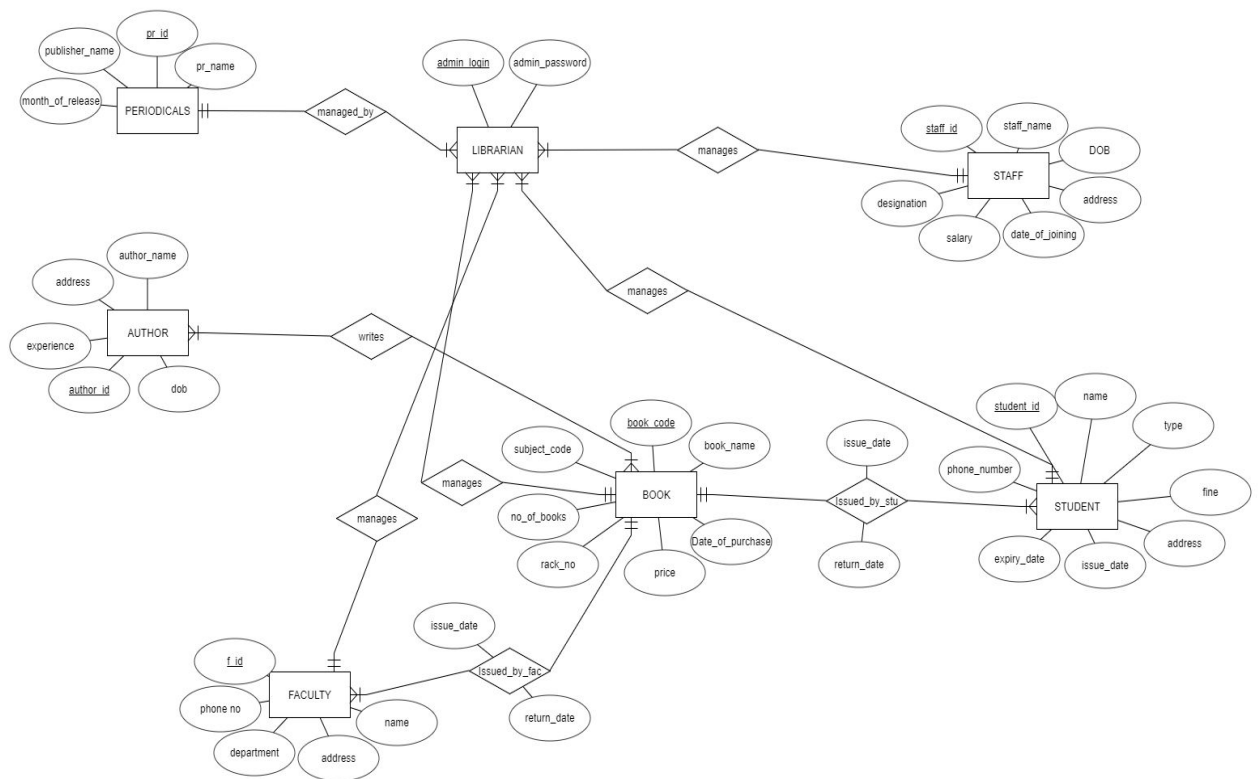 pr_id
publisher_name
pr_name
month_of_release
PERIODICALS
managed_by
admin_login
admin_password
LIBRARIAN
manages
staff_id
staff_name
DOB
STAFF
designation
address
salary
date_of_joining
manages
author_name
address
AUTHOR
experience
author_id
dob
writes
book_code
subject_code
book_name
manages
BOOK
no_of_books
Date_of_purchase
rack_no
price
issue_date
Issued_by_stu
return_date
student_id
name
type
phone_number
fine
STUDENT
address
expiry_date
issue_date
manages
issue_date
Issued_by_fac
return_date
f_id
phone no
FACULTY
name
department
address